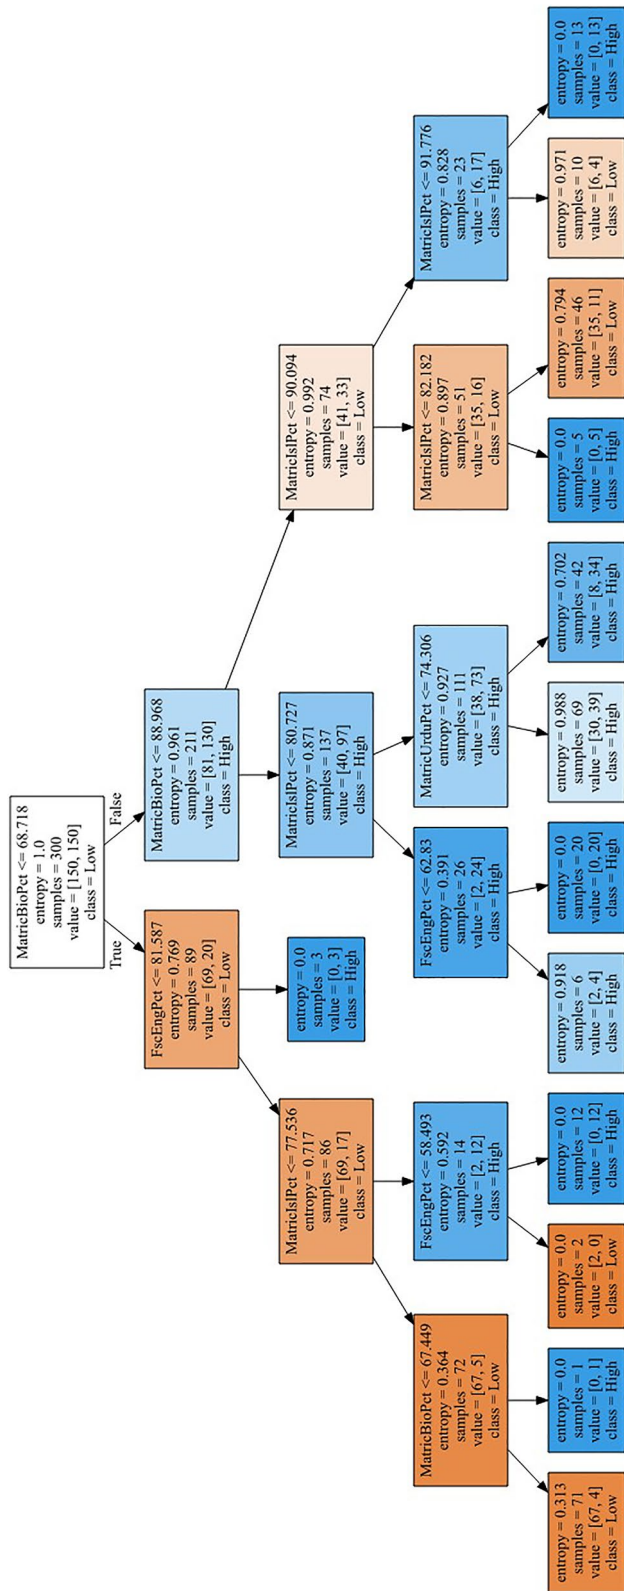 MatricBioPct <= 68.718
entropy = 1.0
samples = 300
value = [150, 150]
class = Low
True
False
FscEngPct <= 81.587
entropy = 0.769
samples = 89
value = [69, 20]
class = Low
MatricBioPct <= 88.968
entropy = 0.961
samples = 211
value = [81, 130]
class = High
MatricIslPct <= 77.536
entropy = 0.717
samples = 86
value = [69, 17]
class = Low
entropy = 0.0
samples = 3
value = [0, 3]
class = High
MatricIslPct <= 80.727
entropy = 0.871
samples = 137
value = [40, 97]
class = High
MatricIslPct <= 90.094
entropy = 0.992
samples = 74
value = [41, 33]
class = Low
MatricBioPct <= 67.449
entropy = 0.364
samples = 72
value = [67, 5]
class = Low
FscEngPct <= 58.493
entropy = 0.592
samples = 14
value = [2, 12]
class = High
FscEngPct <= 62.83
entropy = 0.391
samples = 26
value = [2, 24]
class = High
MatricUrduPct <= 74.306
entropy = 0.927
samples = 111
value = [38, 73]
class = High
MatricIslPct <= 82.182
entropy = 0.897
samples = 51
value = [35, 16]
class = Low
MatricIslPct <= 91.776
entropy = 0.828
samples = 23
value = [6, 17]
class = High
entropy = 0.313
samples = 71
value = [67, 4]
class = Low
entropy = 0.0
samples = 1
value = [0, 1]
class = High
entropy = 0.0
samples = 2
value = [2, 0]
class = Low
entropy = 0.0
samples = 12
value = [0, 12]
class = High
entropy = 0.918
samples = 6
value = [2, 4]
class = High
entropy = 0.0
samples = 20
value = [0, 20]
class = High
entropy = 0.988
samples = 69
value = [30, 39]
class = High
entropy = 0.702
samples = 42
value = [8, 34]
class = High
entropy = 0.0
samples = 5
value = [0, 5]
class = High
entropy = 0.794
samples = 46
value = [35, 11]
class = Low
entropy = 0.971
samples = 10
value = [6, 4]
class = Low
entropy = 0.0
samples = 13
value = [0, 13]
class = High